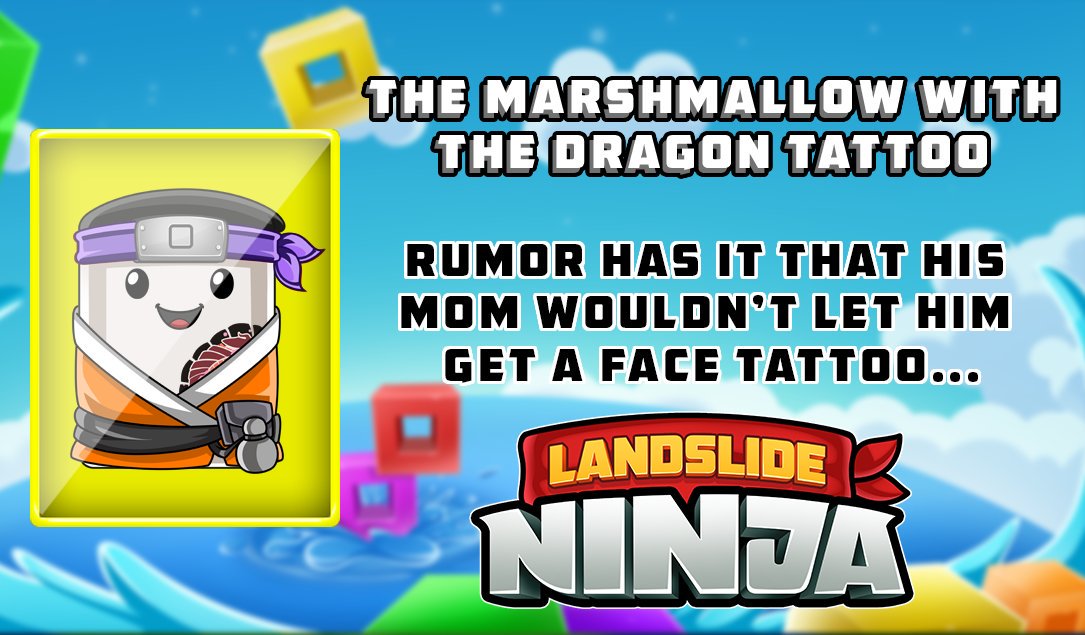 THE MARSHMALLOW WITH
THE DRAGON TATTOO
RUMOR HAS IT THAT HIS
MOM WOULDN'T LET HIM
GET A FACE TATTOO...
LANDSLIDE
NINJA